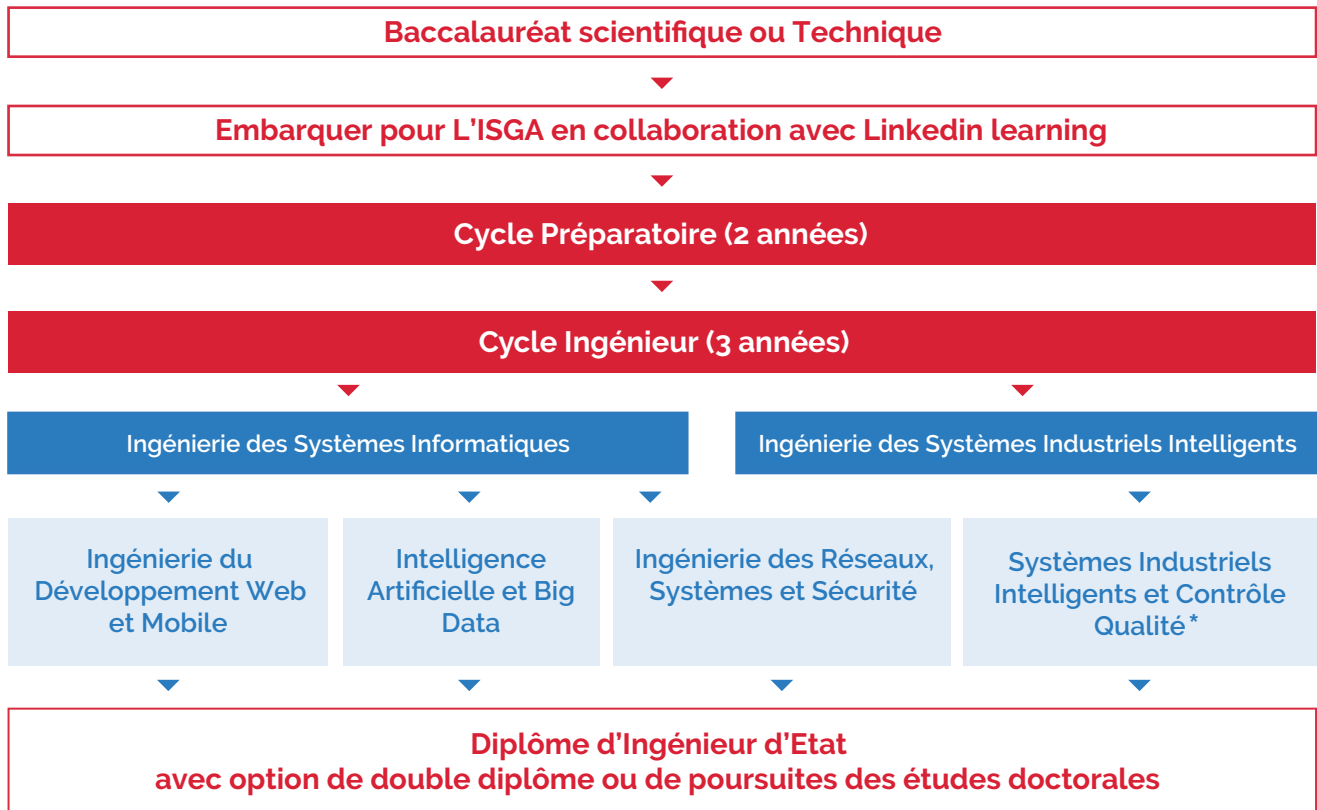 Baccalauréat scientifique ou Technique
Embarquer pour L'ISGA en collaboration avec Linkedin learning
Cycle Préparatoire (2 années)
Cycle Ingénieur (3 années)
Ingénierie des Systèmes Informatiques
Ingénierie des Systèmes Industriels Intelligents
Ingénierie du
Développement Web
et Mobile
Intelligence
Artificielle et Big
Data
Ingénierie des Réseaux,
Systèmes et Sécurité
Systèmes Industriels
Intelligents et Contrôle
Qualité*
Diplôme d'Ingénieur d'Etat
avec option de double diplôme ou de poursuites des études doctorales